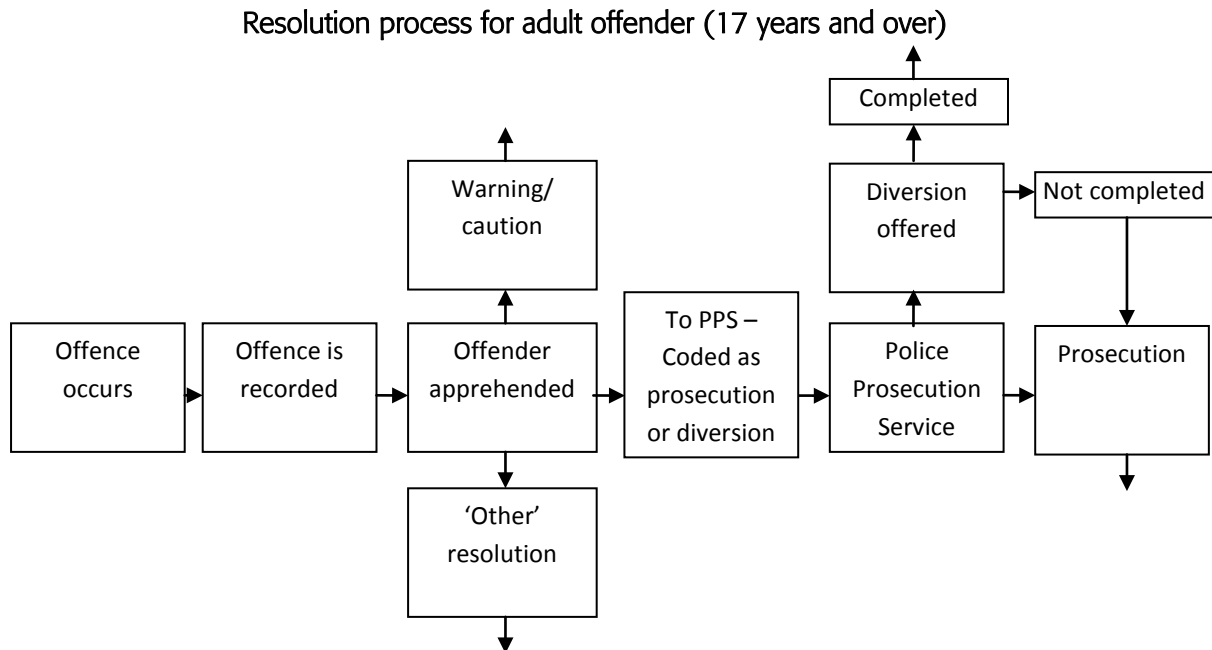 Resolution process for adult offender (17 years and over)
Completed
Warning/
caution
Diversion
offered
Not completed
Offence
occurs
Offence is
recorded
Offender
apprehended
To PPS –
Coded as
prosecution
or diversion
Police
Prosecution
Service
Prosecution
‘Other’
resolution